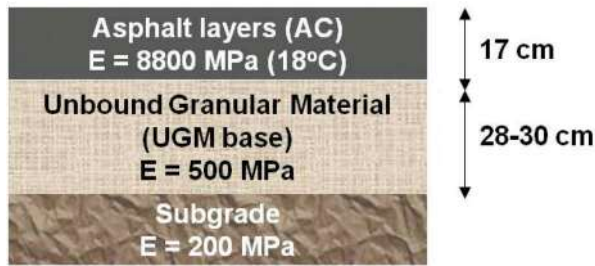 Asphalt layers (AC)
E = 8800 MPa (18ºC)
17 cm
Unbound Granular Material
(UGM base)
E = 500 MPa
28-30 cm
Subgrade
E = 200 MPa